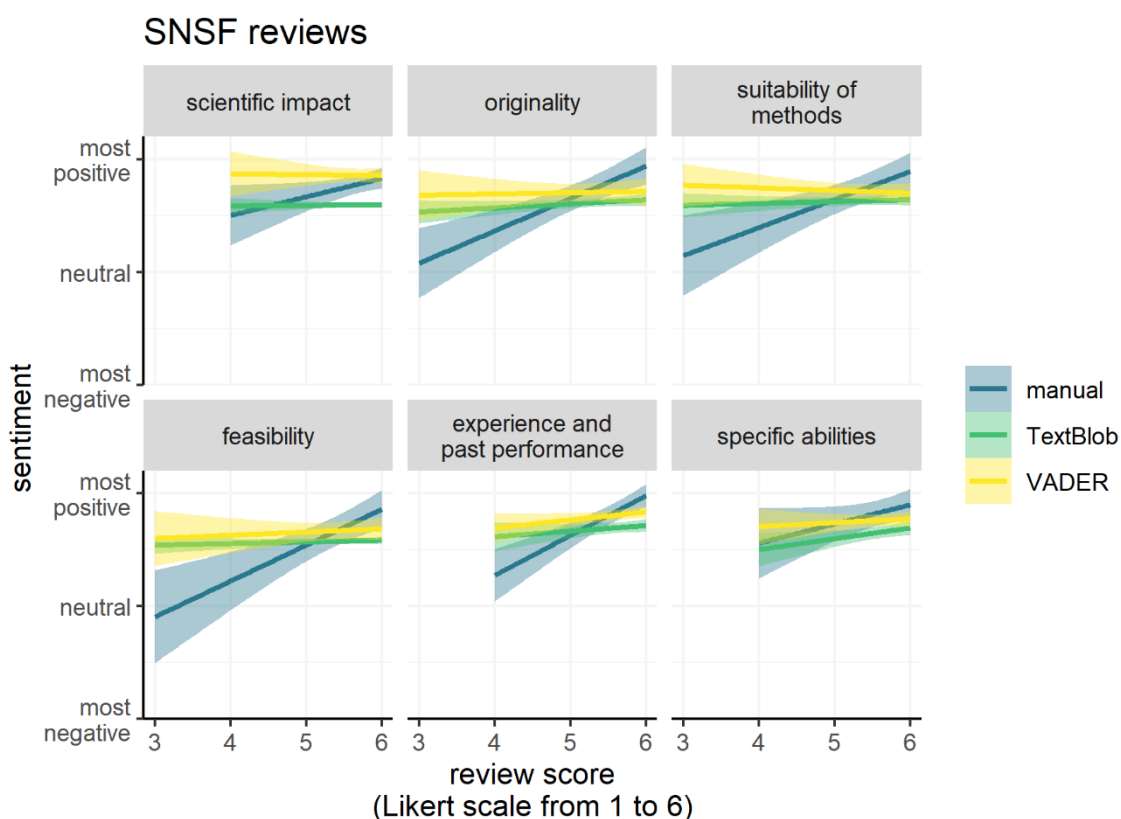 SNSF reviews
scientific impact
originality
suitability of
methods
most
positive
neutral
most
negative
sentiment
feasibility
experience and
past performance
specific abilities
most
positive
neutral
most
negative
3 4 5 6 3 4 5 6 3 4 5 6
review score
(Likert scale from 1 to 6)
manual
TextBlob
VADER